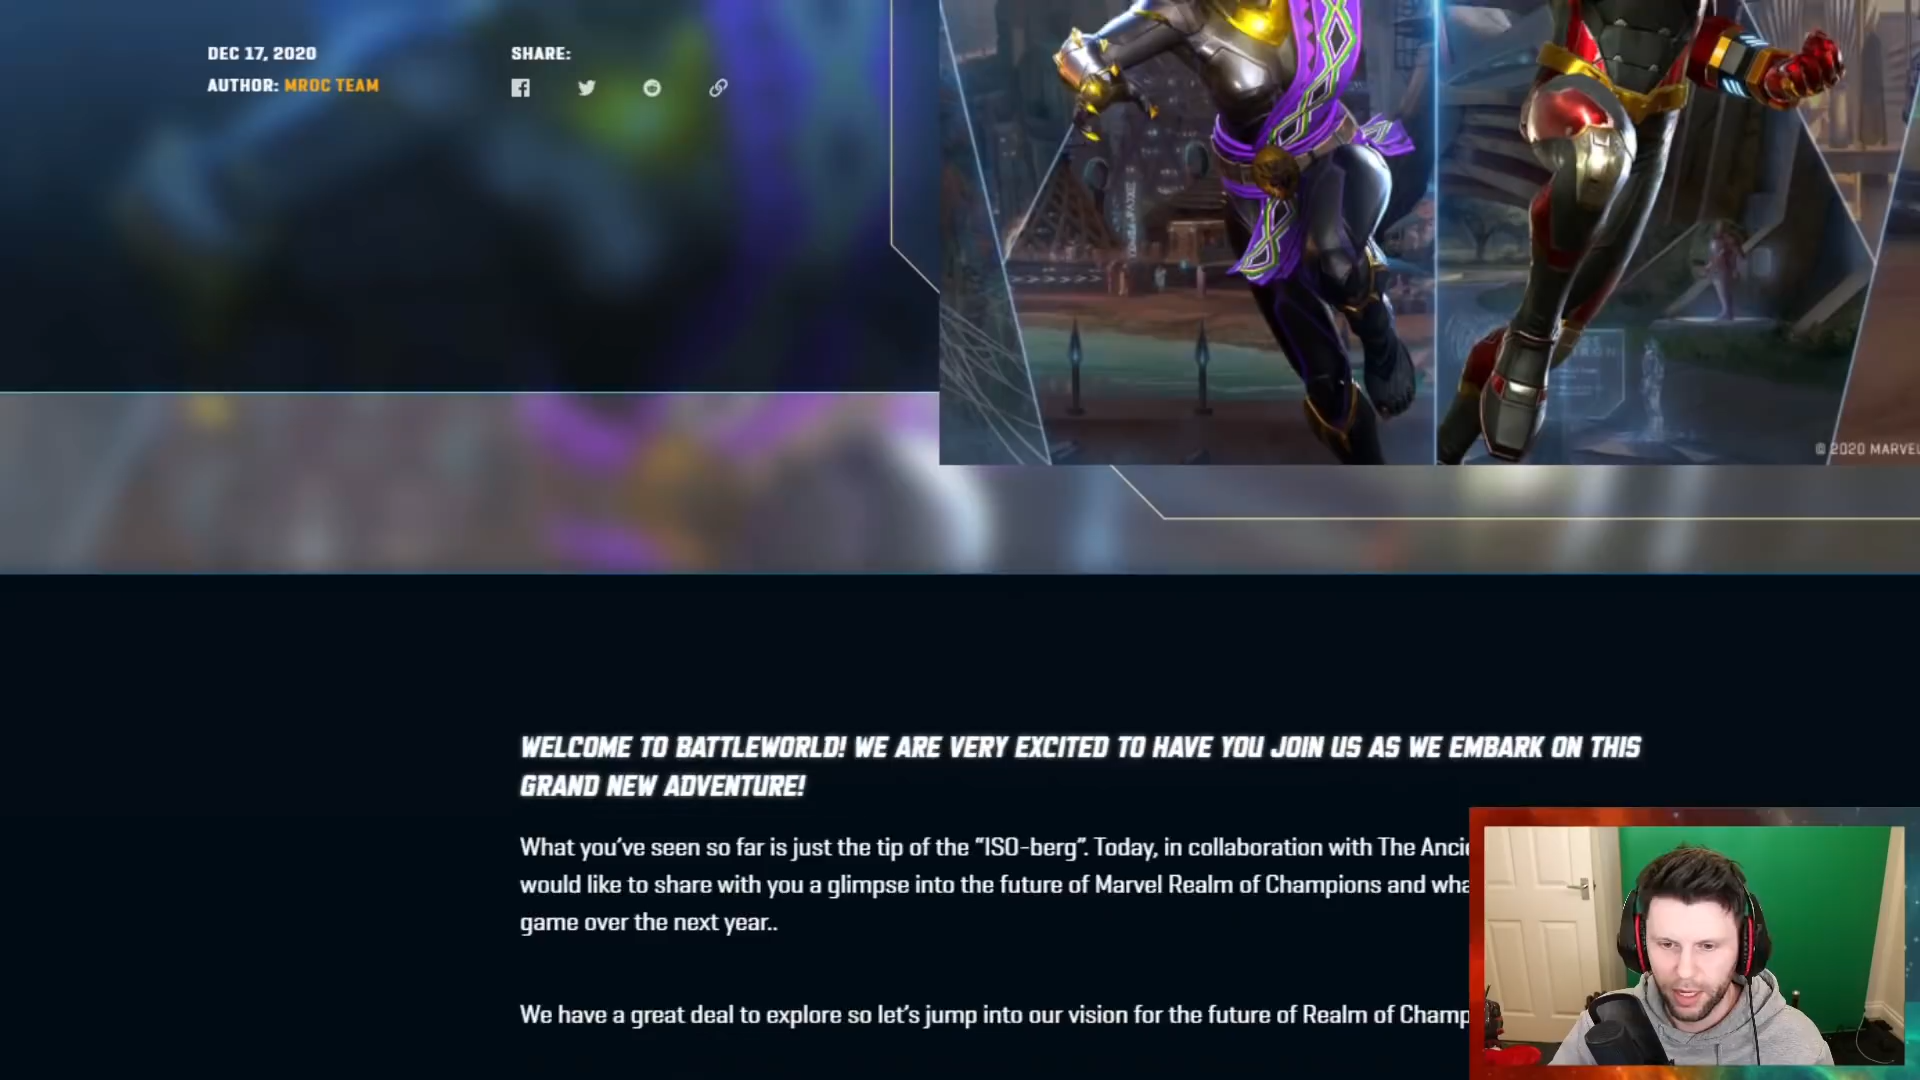 DEC 17, 2020
SHARE:
AUTHOR: MROC TEAM
© 2020 MARVEL
WELCOME TO BATTLEWORLD! WE ARE VERY EXCITED TO HAVE YOU JOIN US AS WE EMBARK ON THIS
GRAND NEW ADVENTURE!
What you've seen so far is just the tip of the "ISO-berg". Today, in collaboration with The
would like to share with you a glimpse into the future of Marvel Realm of Champions and
game over the next year..
We have a great deal to explore so let's jump into our vision for the future of Realm of